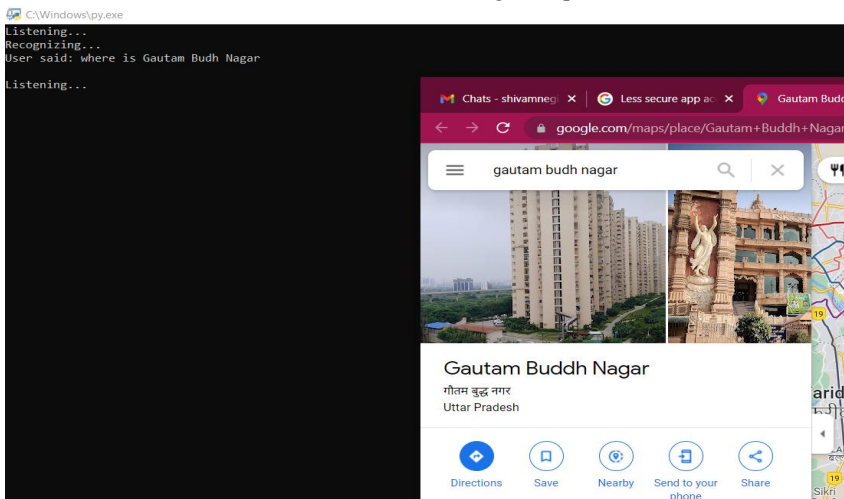 C:\Windows\py.exe
Listening...
Recognizing...
User said: where is Gautam Budh Nagar
Listening...
Chats - shivamneg
Less secure app ac
Gautam Budd
google.com/maps/place/Gautam+Buddh+Nagar
gautam budh nagar
19
Gautam Buddh Nagar
गौतम बुद्ध नगर
Uttar Pradesh
arid
Directions
Save
Nearby
Send to your
phone
Share
19
Sikri